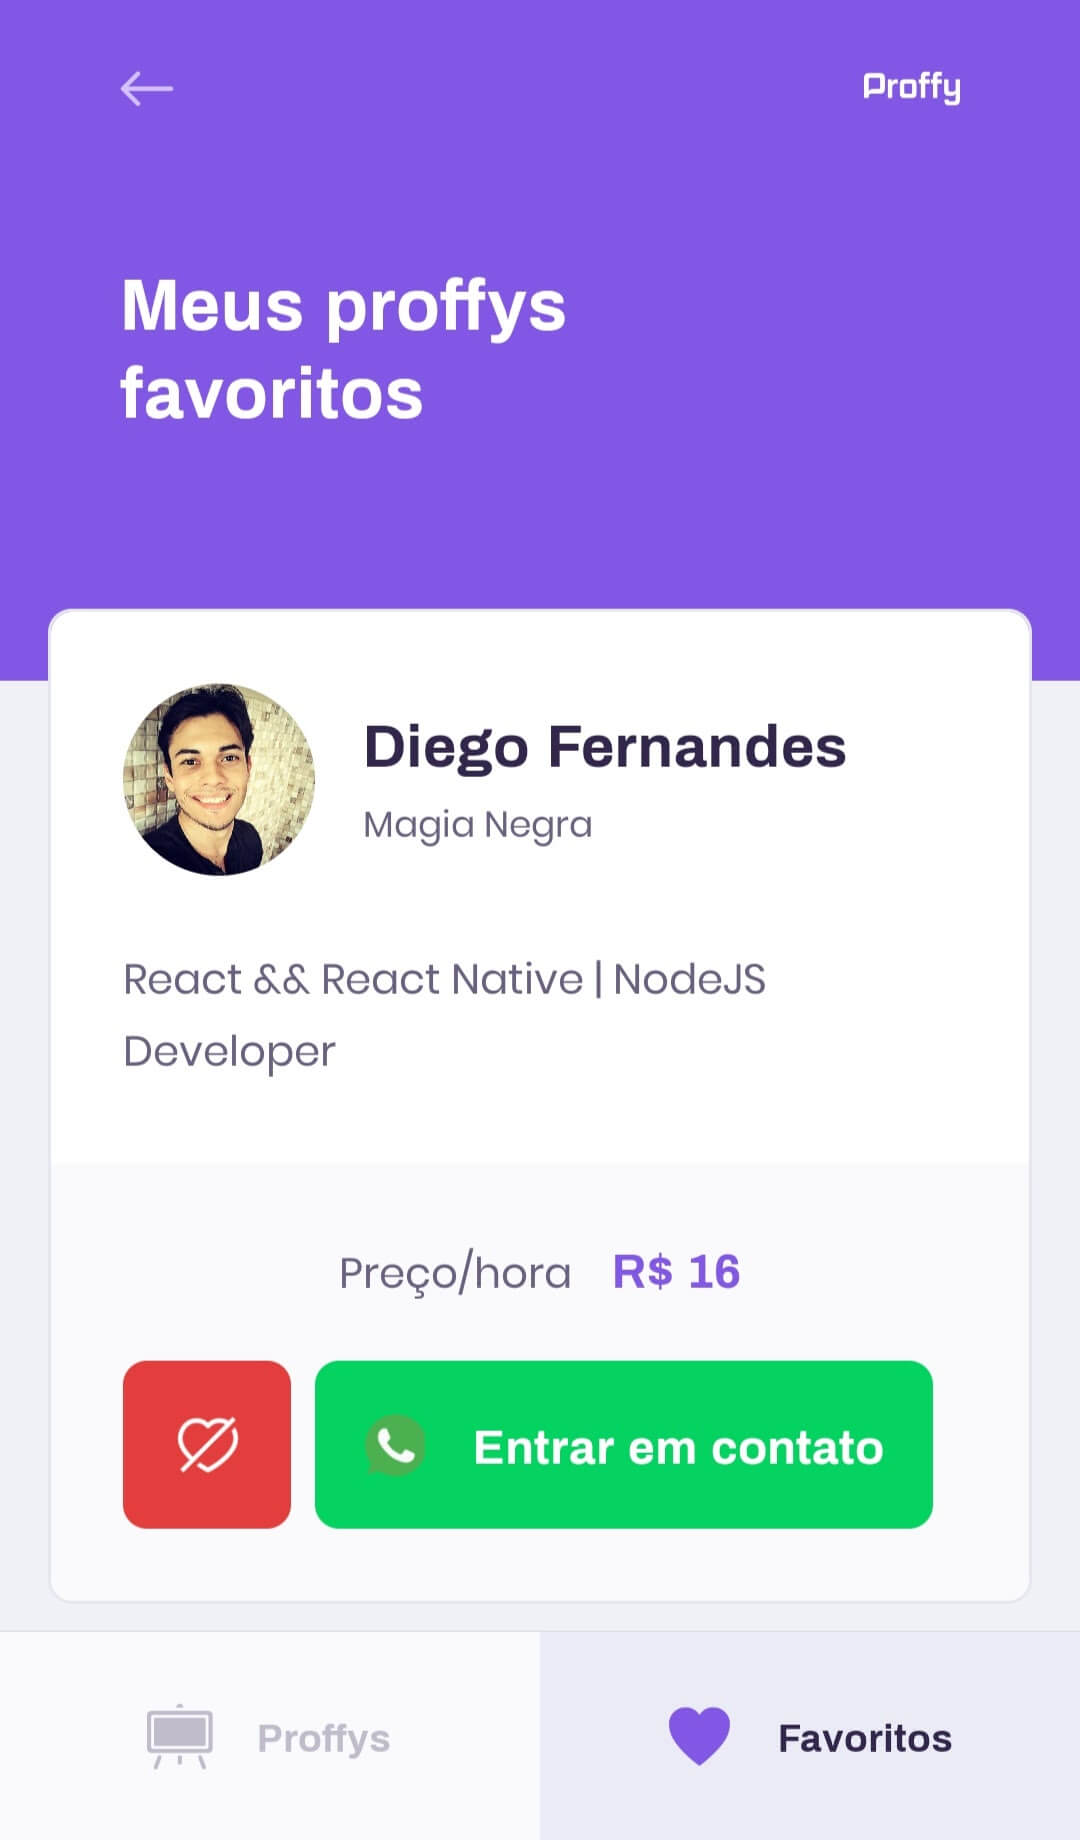 Proffy
Meus proffys
favoritos
Diego Fernandes
Magia Negra
React && React Native | NodeJS
Developer
Preço/hora R$ 16
Entrar em contato
Proffys
Favoritos